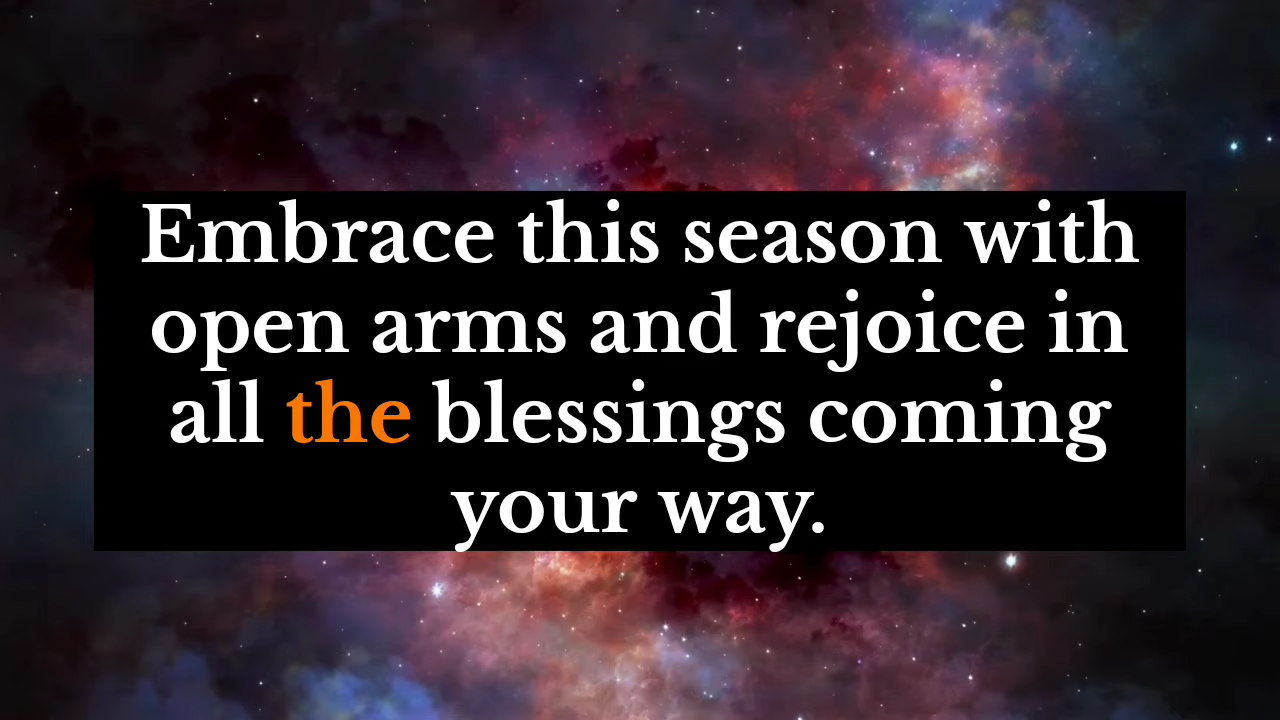 Embrace this season with
open arms and rejoice in
all the blessings coming
your way.